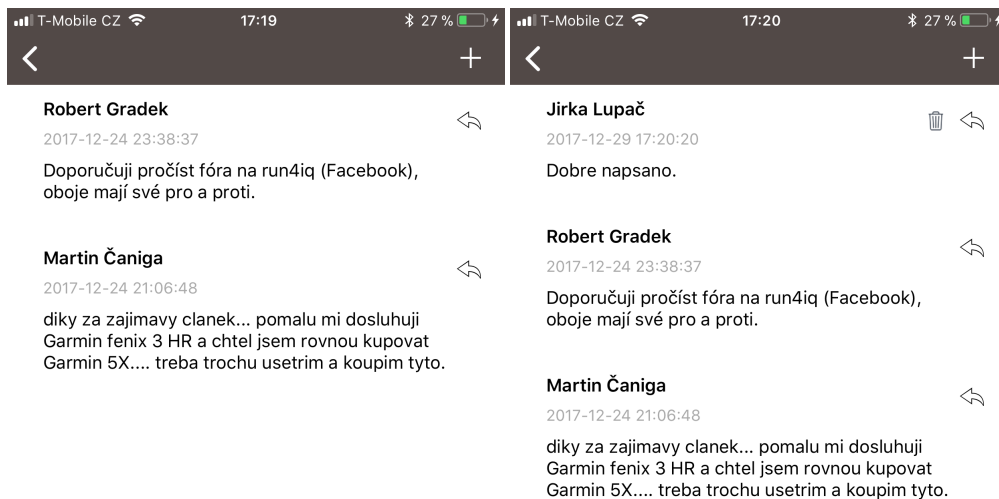 T-Mobile CZ 17:19 27 %
Robert Gradek
2017-12-24 23:38:37
Doporučuji pročíst fóra na run4iq (Facebook),
oboje mají své pro a proti.
Martin Čaniga
2017-12-24 21:06:48
diky za zajimavy clanek... pomalu mi dosluhuji
Garmin fenix 3 HR a chtel jsem rovnou kupovat
Garmin 5X.... treba trochu usetrim a koupim tyto.
T-Mobile CZ 17:20 27 %
Jirka Lupač
2017-12-29 17:20:20
Dobre napsano.
Robert Gradek
2017-12-24 23:38:37
Doporučuji pročíst fóra na run4iq (Facebook),
oboje mají své pro a proti.
Martin Čaniga
2017-12-24 21:06:48
diky za zajimavy clanek... pomalu mi dosluhuji
Garmin fenix 3 HR a chtel jsem rovnou kupovat
Garmin 5X.... treba trochu usetrim a koupim tyto.